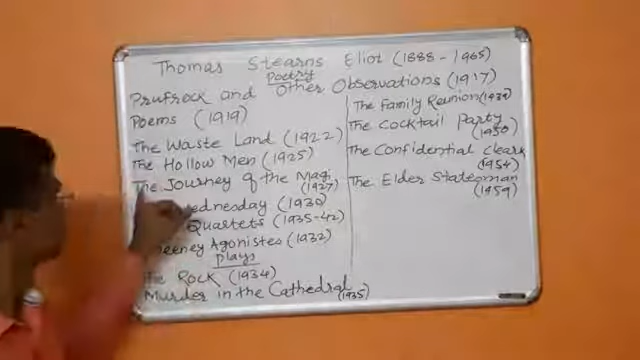 Thomas Stearns Eliot (1888-1965)
Poetry
Prufrock and Other Observations (1917)
Poems (1919)
The Waste Land (1922)
The Hollow Men (1925)
The Journey of the Magi
(1927)
(1930)
Quartets (1935-42)
Agonistes (1932)
plays
Rock (1934)
Murder in the Cathedral
(1935)
The Family Reunion (1939)
The Cocktail Party
(1950)
The Confidential Clerk
(1954)
The Elder Statesman
(1959)